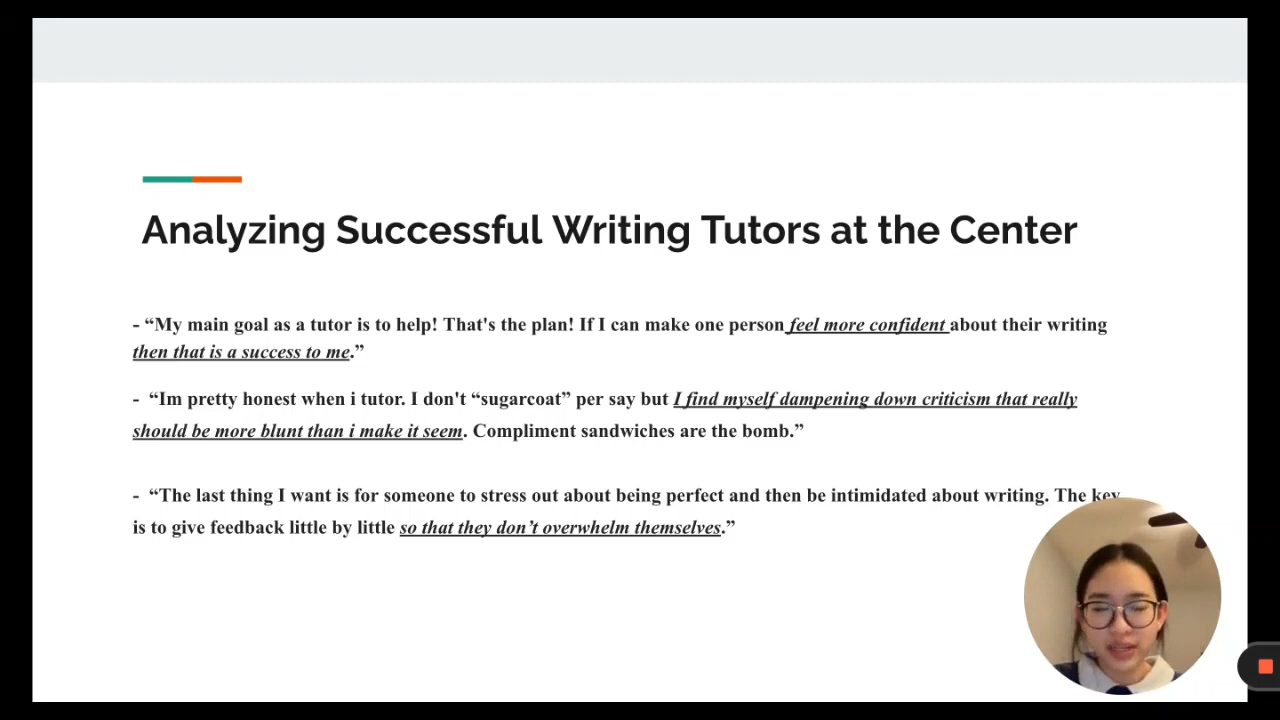 Analyzing Successful Writing Tutors at the Center
- “My main goal as a tutor is to help! That's the plan! If I can make one person feel more confident about their writing
then that is a success to me.”
- “Im pretty honest when i tutor. I don't “sugarcoat” per say but I find myself dampening down criticism that really
should be more blunt than i make it seem. Compliment sandwiches are the bomb.”
- “The last thing I want is for someone to stress out about being perfect and then be intimidated about writing. The key
is to give feedback little by little so that they don’t overwhelm themselves.”